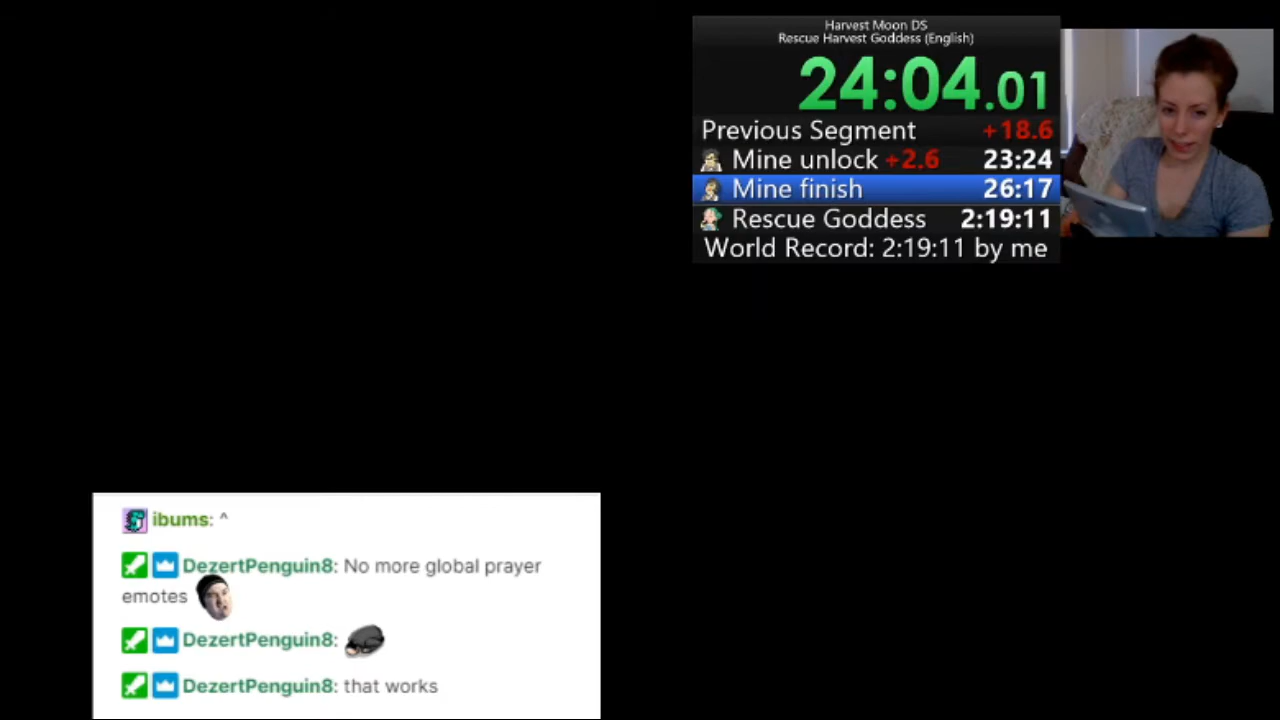 Harvest Moon DS
Rescue Harvest Goddess (English)
24:04.01
Previous Segment +18.6
Mine unlock +2.6 23:24
Mine finish 26:17
Rescue Goddess 2:19:11
World Record: 2:19:11 by me
ibums: ^
DezertPenguin8: No more global prayer
emotes
DezertPenguin8:
DezertPenguin8: that works